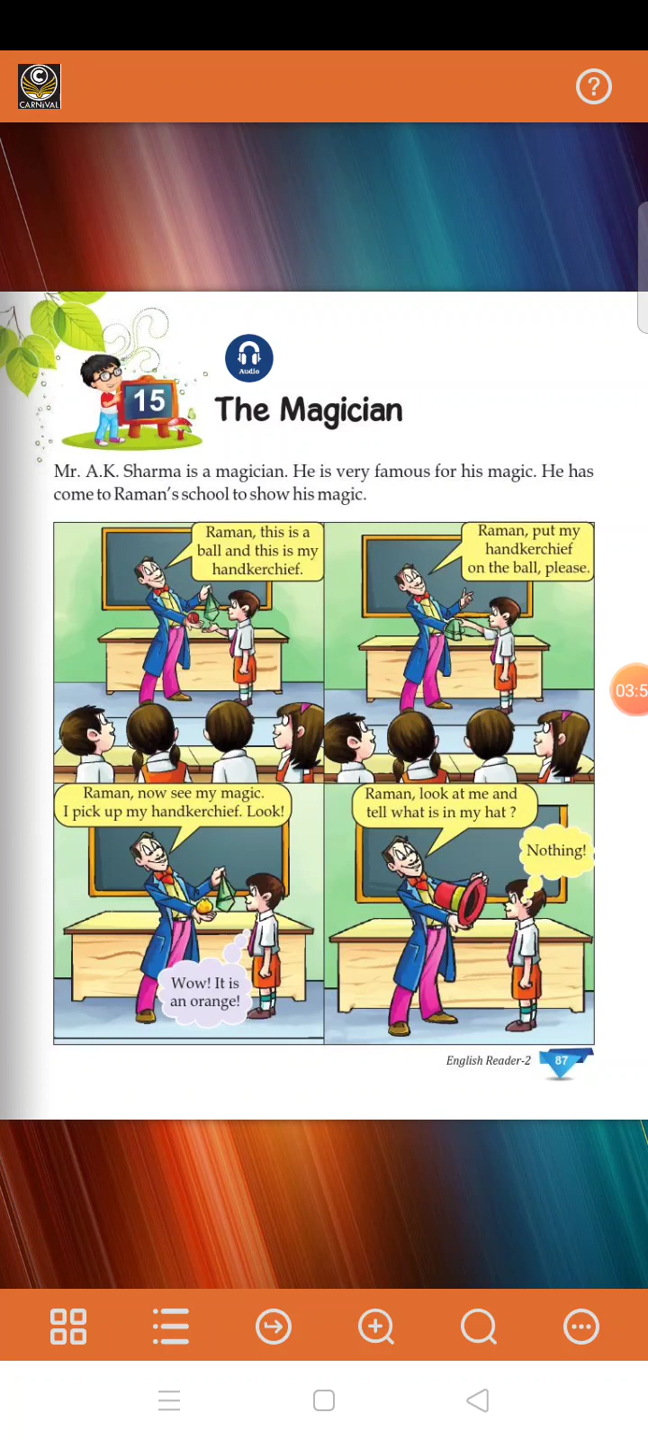 C
CARNIVAL
?
Audio
15
The Magician
Mr. A.K. Sharma is a magician. He is very famous for his magic. He has
come to Raman's school to show his magic.
Raman, this is a
ball and this is my
handkerchief.
Raman, put my
handkerchief
on the ball, please.
03:5
Raman, now see my magic.
I pick up my handkerchief. Look!
Wow! It is
an orange!
Raman, look at me and
tell what is in my hat ?
Nothing!
English Reader-2
87